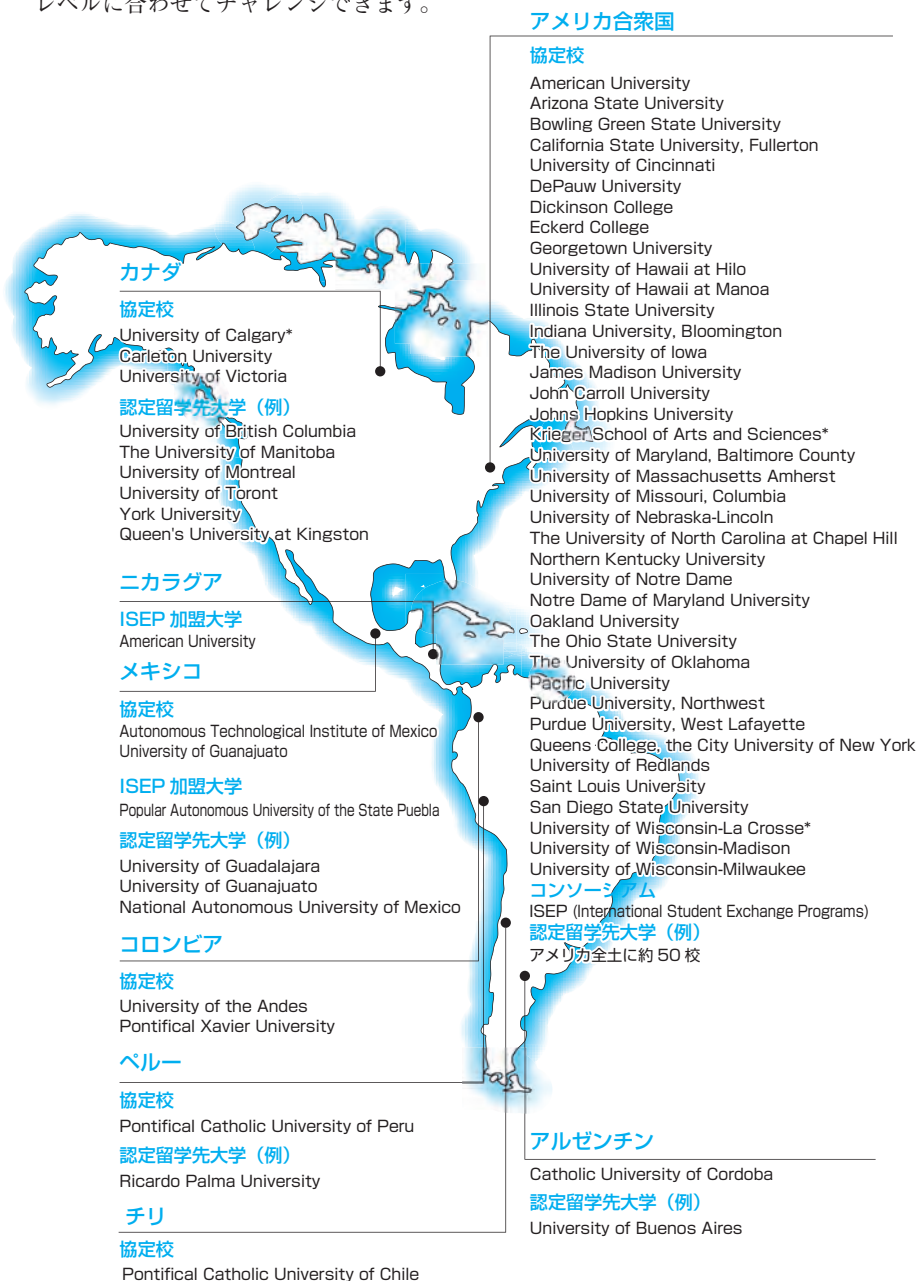 レベルに合わせてチャレンジできます。
カナダ
協定校
University of Calgary*
Carleton University
University of Victoria
認定留学先大学（例）
University of British Columbia
The University of Manitoba
University of Montreal
University of Toront
York University
Queen's University at Kingston
ニカラグア
ISEP 加盟大学
American University
メキシコ
協定校
Autonomous Technological Institute of Mexico
University of Guanajuato
ISEP 加盟大学
Popular Autonomous University of the State Puebla
認定留学先大学（例）
University of Guadalajara
University of Guanajuato
National Autonomous University of Mexico
コロンビア
協定校
University of the Andes
Pontifical Xavier University
ペルー
協定校
Pontifical Catholic University of Peru
認定留学先大学（例）
Ricardo Palma University
チリ
協定校
Pontifical Catholic University of Chile
アメリカ合衆国
協定校
American University
Arizona State University
Bowling Green State University
California State University, Fullerton
University of Cincinnati
DePauw University
Dickinson College
Eckerd College
Georgetown University
University of Hawaii at Hilo
University of Hawaii at Manoa
Illinois State University
Indiana University, Bloomington
The University of Iowa
James Madison University
John Carroll University
Johns Hopkins University
Krieger School of Arts and Sciences*
University of Maryland, Baltimore County
University of Massachusetts Amherst
University of Missouri, Columbia
University of Nebraska-Lincoln
The University of North Carolina at Chapel Hill
Northern Kentucky University
University of Notre Dame
Notre Dame of Maryland University
Oakland University
The Ohio State University
The University of Oklahoma
Pacific University
Purdue University, Northwest
Purdue University, West Lafayette
Queens College, the City University of New York
University of Redlands
Saint Louis University
San Diego State University
University of Wisconsin-La Crosse*
University of Wisconsin-Madison
University of Wisconsin-Milwaukee
コンソーシアム
ISEP (International Student Exchange Programs)
認定留学先大学（例）
アメリカ全土に約 50 校
アルゼンチン
Catholic University of Cordoba
認定留学先大学（例）
University of Buenos Aires